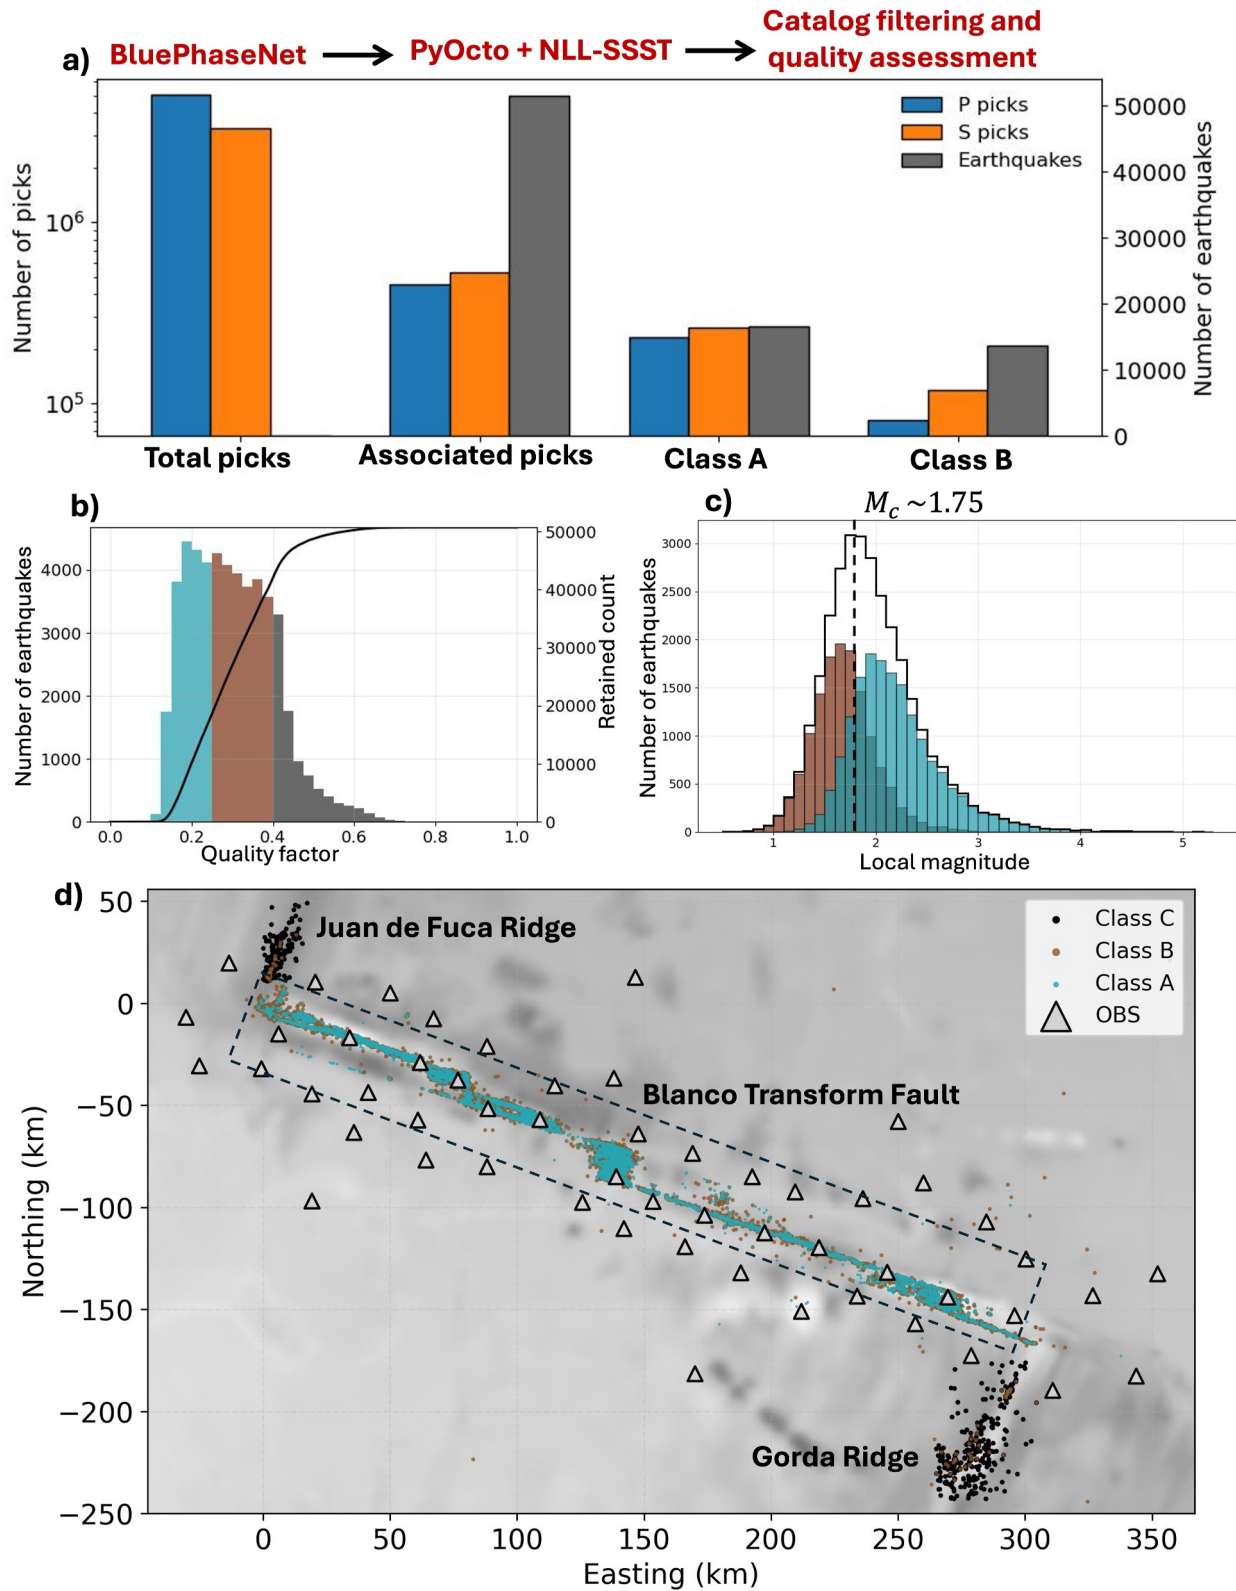 BluePhaseNet
PyOcto + NLL-SSST
Catalog filtering and
quality assessment
a)
Number of picks
10⁶
10⁵
P picks
S picks
Earthquakes
50000
40000
30000
20000
10000
0
Number of earthquakes
Total picks
Associated picks
Class A
Class B
b)
Number of earthquakes
4000
3000
2000
1000
0
50000
40000
30000
20000
10000
0
Retained count
0.0 0.2 0.4 0.6 0.8 1.0
Quality factor
c)
M_c ~1.75
Number of earthquakes
3000
2500
2000
1500
1000
500
0
1 2 3 4 5
Local magnitude
d)
Juan de Fuca Ridge
Blanco Transform Fault
Gorda Ridge
Class C
Class B
Class A
OBS
Northing (km)
50
0
−50
−100
−150
−200
−250
0 50 100 150 200 250 300 350
Easting (km)